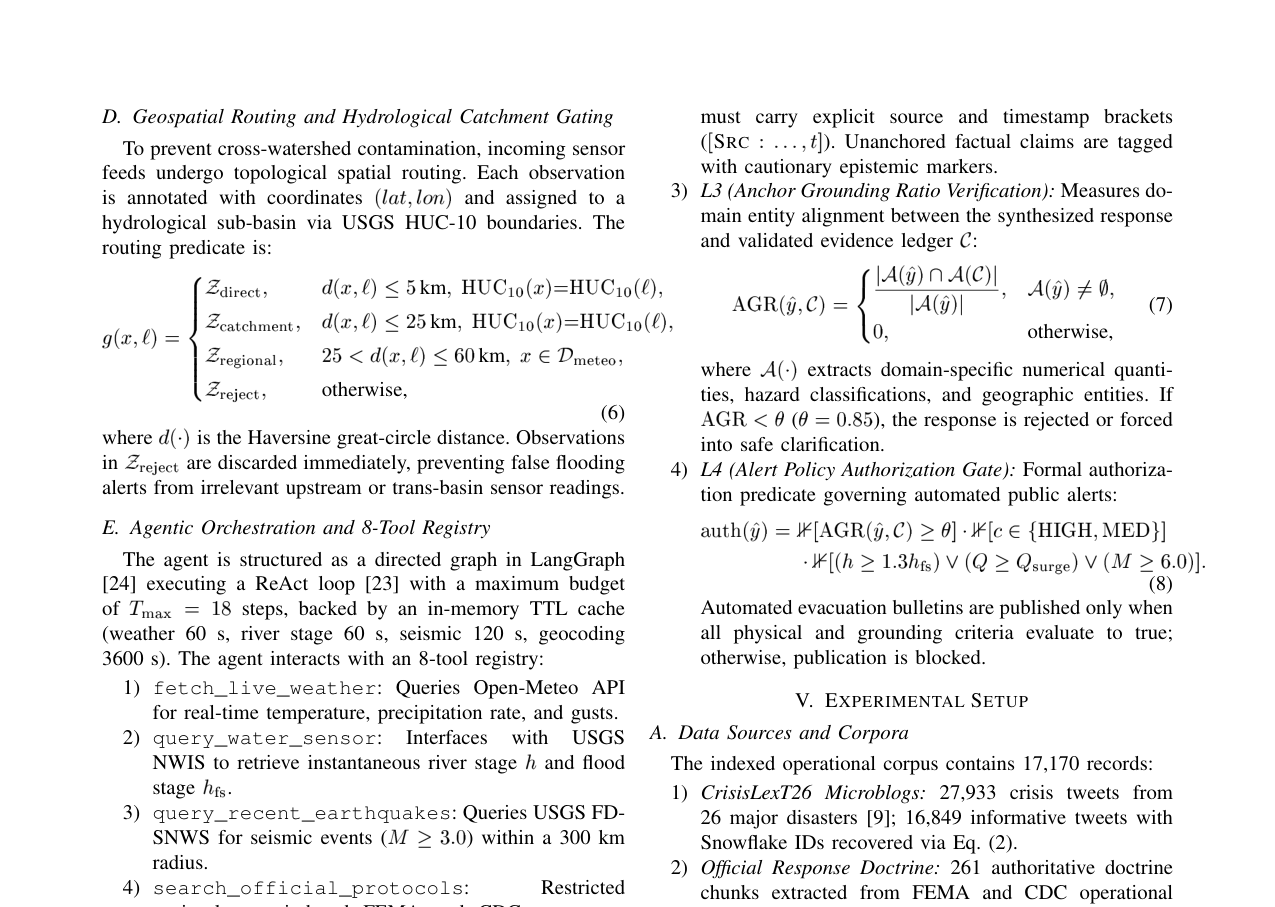 D. Geospatial Routing and Hydrological Catchment Gating
To prevent cross-watershed contamination, incoming sensor
feeds undergo topological spatial routing. Each observation
is annotated with coordinates (lat, lon) and assigned to a
hydrological sub-basin via USGS HUC-10 boundaries. The
routing predicate is:
g(x, ℓ) = {
𝒵direct, d(x, ℓ) ≤ 5 km, HUC₁₀(x)=HUC₁₀(ℓ),
𝒵catchment, d(x, ℓ) ≤ 25 km, HUC₁₀(x)=HUC₁₀(ℓ),
𝒵regional, 25 < d(x, ℓ) ≤ 60 km, x ∈ 𝒟meteo,
𝒵reject, otherwise,
(6)
where d(·) is the Haversine great-circle distance. Observations
in 𝒵reject are discarded immediately, preventing false flooding
alerts from irrelevant upstream or trans-basin sensor readings.
E. Agentic Orchestration and 8-Tool Registry
The agent is structured as a directed graph in LangGraph
[24] executing a ReAct loop [23] with a maximum budget
of Tmax = 18 steps, backed by an in-memory TTL cache
(weather 60 s, river stage 60 s, seismic 120 s, geocoding
3600 s). The agent interacts with an 8-tool registry:
1) fetch_live_weather: Queries Open-Meteo API
for real-time temperature, precipitation rate, and gusts.
2) query_water_sensor: Interfaces with USGS
NWIS to retrieve instantaneous river stage h and flood
stage hfs.
3) query_recent_earthquakes: Queries USGS FD-
SNWS for seismic events (M ≥ 3.0) within a 300 km
radius.
4) search_official_protocols: Restricted
must carry explicit source and timestamp brackets
([SRC : ..., t]). Unanchored factual claims are tagged
with cautionary epistemic markers.
3) L3 (Anchor Grounding Ratio Verification): Measures do-
main entity alignment between the synthesized response
and validated evidence ledger 𝒞:
AGR(ŷ, 𝒞) = { |𝒜(ŷ) ∩ 𝒜(𝒞)| / |𝒜(ŷ)|, 𝒜(ŷ) ≠ ∅, (7)
0, otherwise,
where 𝒜(·) extracts domain-specific numerical quanti-
ties, hazard classifications, and geographic entities. If
AGR < θ (θ = 0.85), the response is rejected or forced
into safe clarification.
4) L4 (Alert Policy Authorization Gate): Formal authoriza-
tion predicate governing automated public alerts:
auth(ŷ) = ⊮[AGR(ŷ, 𝒞) ≥ θ] · ⊮[c ∈ {HIGH, MED}]
· ⊮[(h ≥ 1.3hfs) ∨ (Q ≥ Qsurge) ∨ (M ≥ 6.0)].
(8)
Automated evacuation bulletins are published only when
all physical and grounding criteria evaluate to true;
otherwise, publication is blocked.
V. EXPERIMENTAL SETUP
A. Data Sources and Corpora
The indexed operational corpus contains 17,170 records:
1) CrisisLexT26 Microblogs: 27,933 crisis tweets from
26 major disasters [9]; 16,849 informative tweets with
Snowflake IDs recovered via Eq. (2).
2) Official Response Doctrine: 261 authoritative doctrine
chunks extracted from FEMA and CDC operational